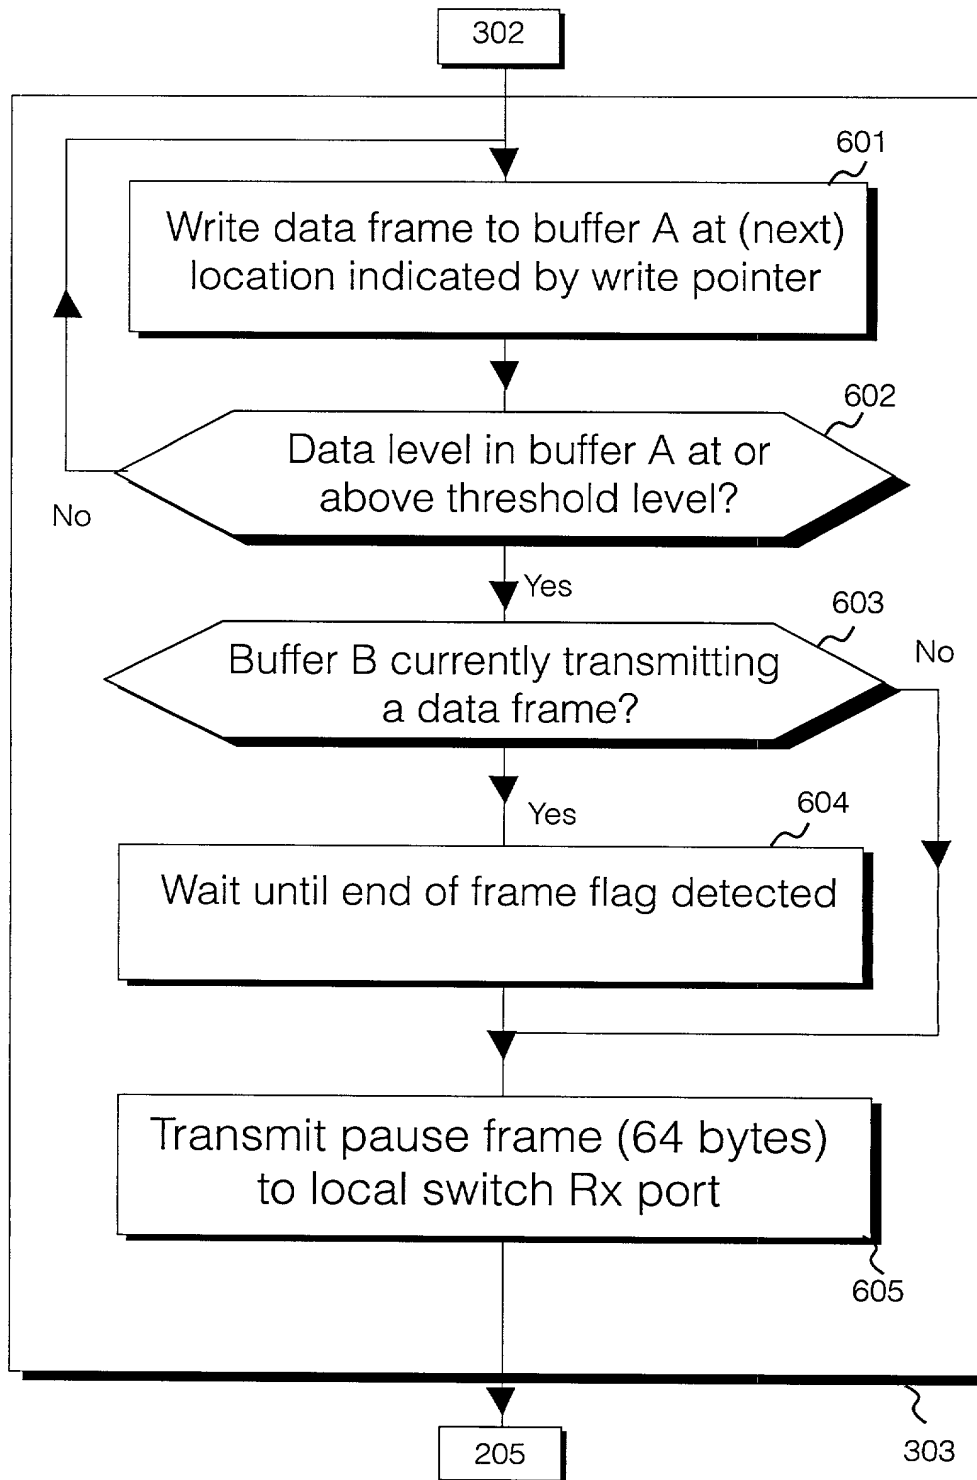 302
601
Write data frame to buffer A at (next)
location indicated by write pointer
602
Data level in buffer A at or
above threshold level?
No
Yes
603
Buffer B currently transmitting
a data frame?
No
Yes
604
Wait until end of frame flag detected
Transmit pause frame (64 bytes)
to local switch Rx port
605
303
205